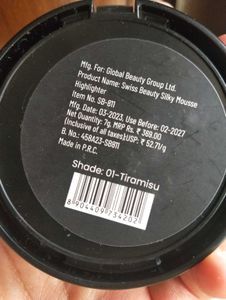 Mfg. For: Global Beauty Group Ltd.
Product Name: Swiss Beauty Silky Mousse
Highlighter
Item No. SB-811
Mfg. Date: 03-2023. Use Before: 02-2027
Net Quantity: 7g, MRP Rs. ₹ 369.00
(Inclusive of all taxes):USP: ₹ 52.71/g
B. No.: 458423-SB811
Made in P.R.C.
Shade: 01-Tiramisu
8904409734202